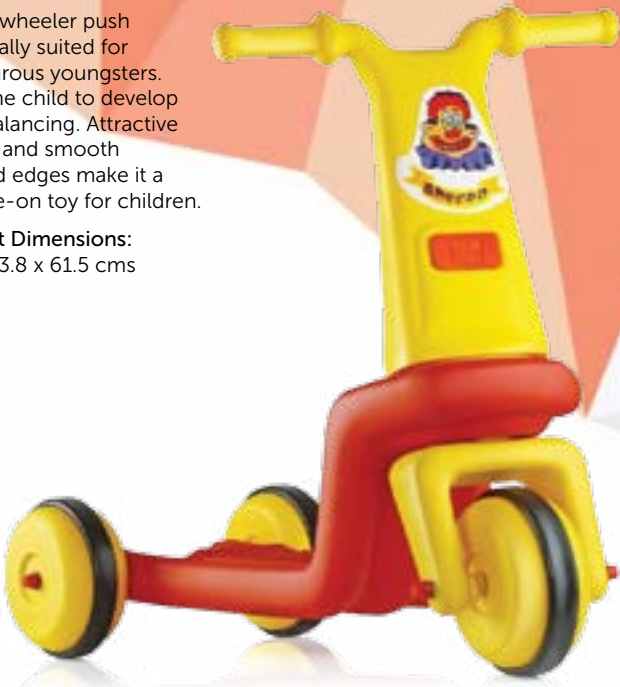 wheeler push
ally suited for
rous youngsters.
ne child to develop
alancing. Attractive
and smooth
d edges make it a
e-on toy for children.
t Dimensions:
3.8 x 61.5 cms